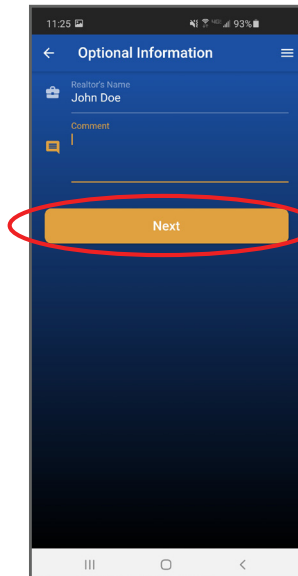 11:25 93%
Optional Information
Realtor's Name
John Doe
Comment
Next